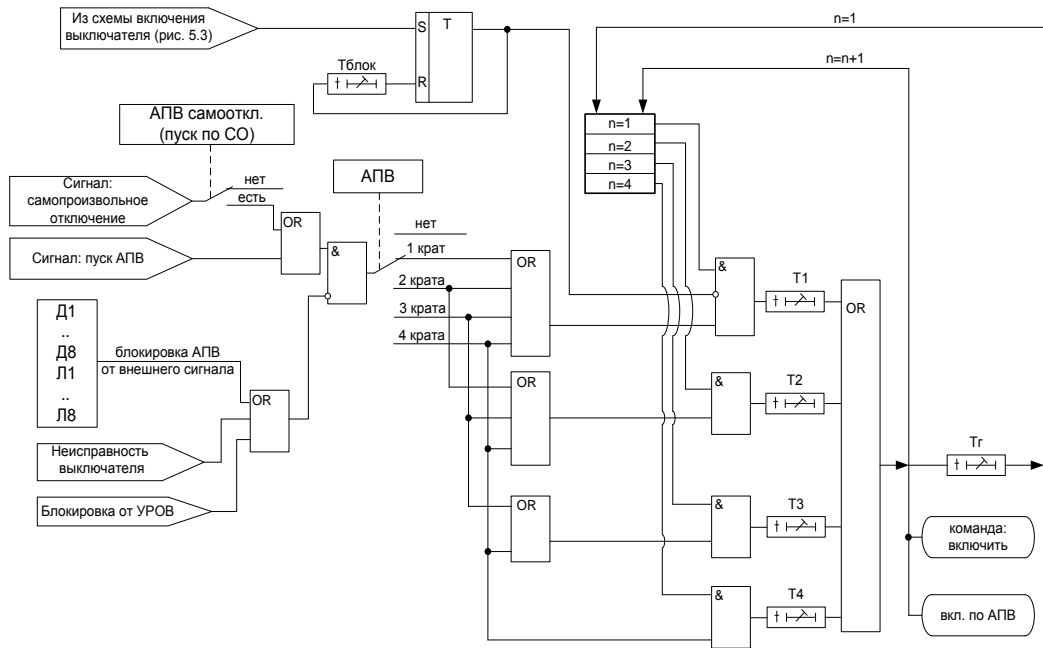 Из схемы включения
выключателя (рис. 5.3)
S
T
R
Тблок
n=1
n=n+1
n=1
n=2
n=3
n=4
АПВ самооткл.
(пуск по СО)
Сигнал:
самопроизвольное
отключение
нет
есть
OR
Сигнал: пуск АПВ
&
АПВ
нет
1 крат
2 крата
3 крата
4 крата
OR
&
T1
OR
Д1
..
Д8
Л1
..
Л8
блокировка АПВ
от внешнего сигнала
OR
OR
&
T2
Неисправность
выключателя
Блокировка от УРОВ
Тг
OR
&
T3
команда:
включить
&
T4
вкл. по АПВ